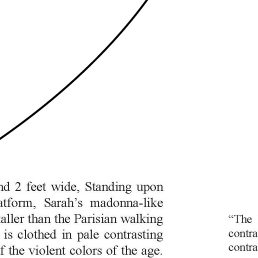 nd 2 feet wide, Standing upon
atform, Sarah’s madonna-like
aller than the Parisian walking
is clothed in pale contrasting
f the violent colors of the age.
“The
contra
contra